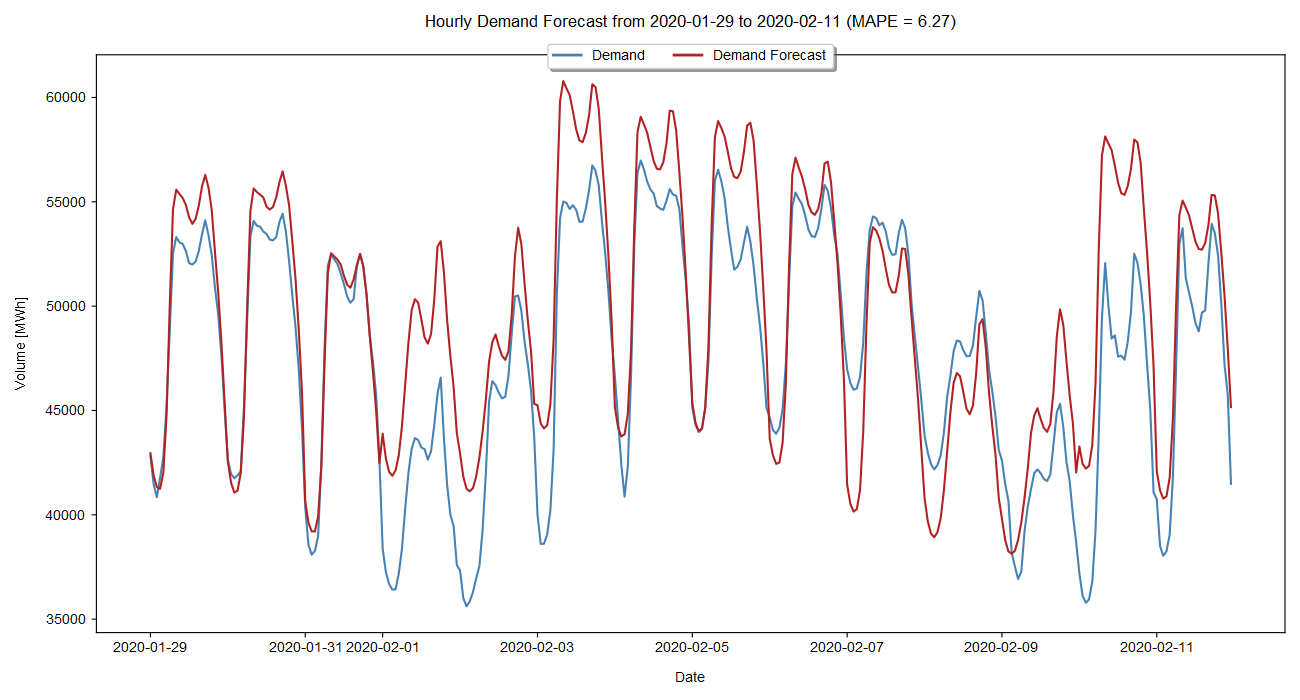 Hourly Demand Forecast from 2020-01-29 to 2020-02-11 (MAPE = 6.27)
Demand Demand Forecast
Volume [MWh]
60000
55000
50000
45000
40000
35000
2020-01-29 2020-01-31 2020-02-01 2020-02-03 2020-02-05 2020-02-07 2020-02-09 2020-02-11
Date